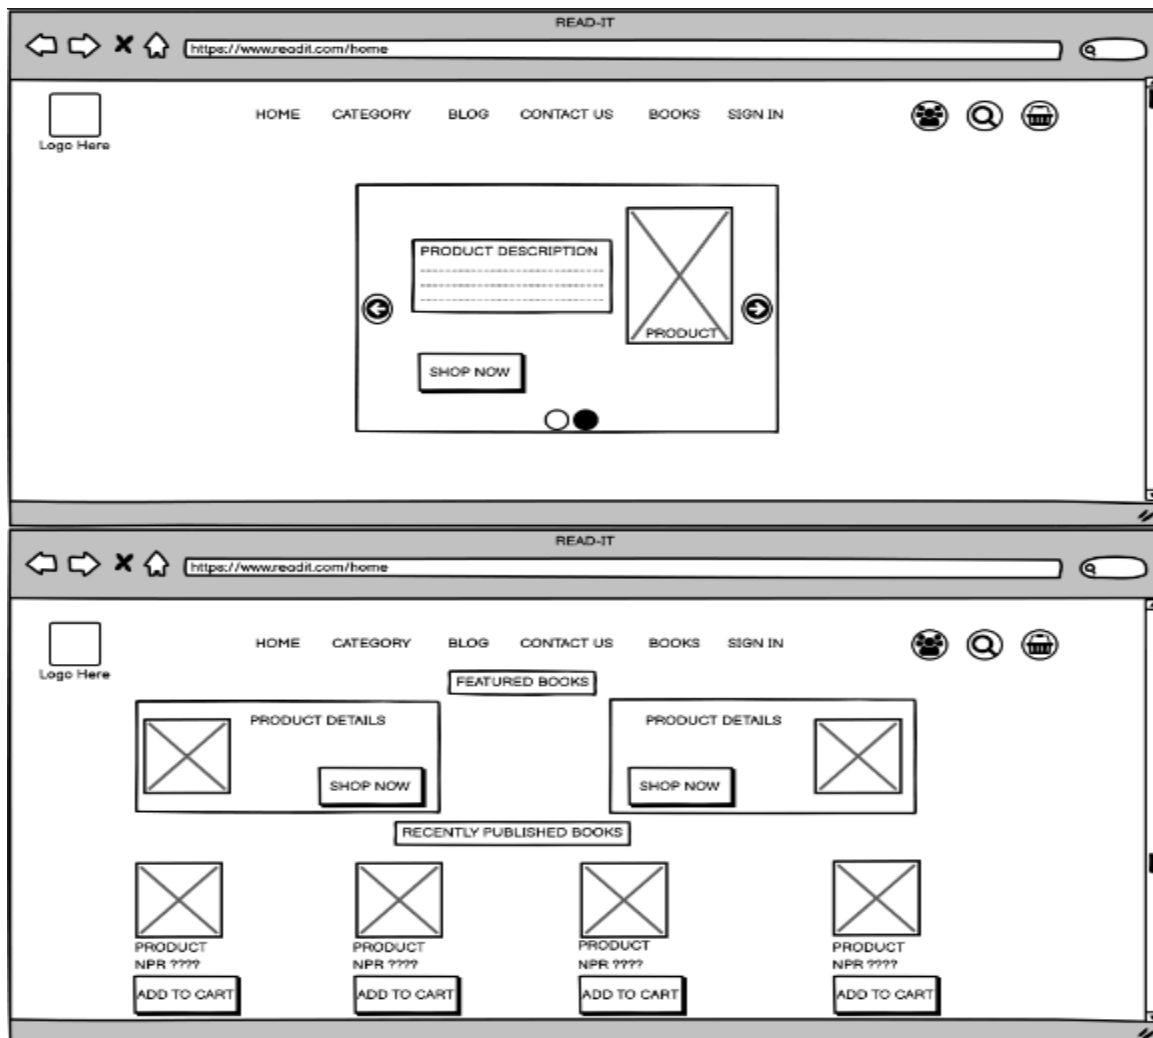 READ-IT
https://www.readit.com/home
HOME CATEGORY BLOG CONTACT US BOOKS SIGN IN
Logo Here
PRODUCT DESCRIPTION
PRODUCT
SHOP NOW
READ-IT
https://www.readit.com/home
HOME CATEGORY BLOG CONTACT US BOOKS SIGN IN
Logo Here
FEATURED BOOKS
PRODUCT DETAILS PRODUCT DETAILS
SHOP NOW SHOP NOW
RECENTLY PUBLISHED BOOKS
PRODUCT PRODUCT PRODUCT PRODUCT
NPR ???? NPR ???? NPR ???? NPR ????
ADD TO CART ADD TO CART ADD TO CART ADD TO CART